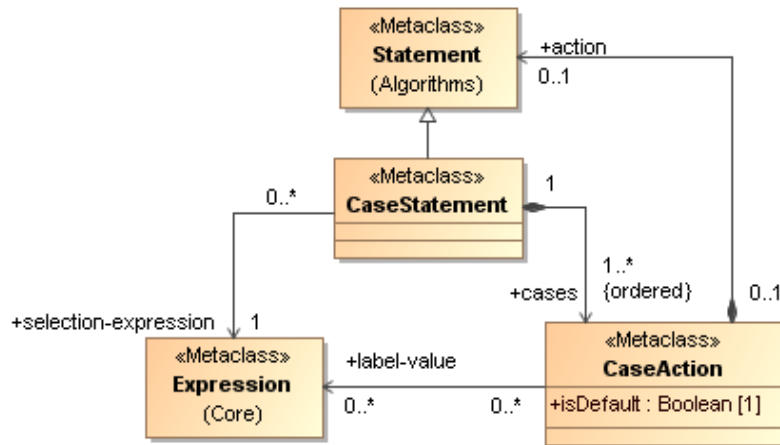 «Metaclass»
Statement
(Algorithms)
+action
0..1
«Metaclass»
CaseStatement
0..*
1
1..*
+cases
{ordered}
0..1
+selection-expression
1
«Metaclass»
Expression
(Core)
+label-value
0..*
0..*
«Metaclass»
CaseAction
+isDefault : Boolean [1]